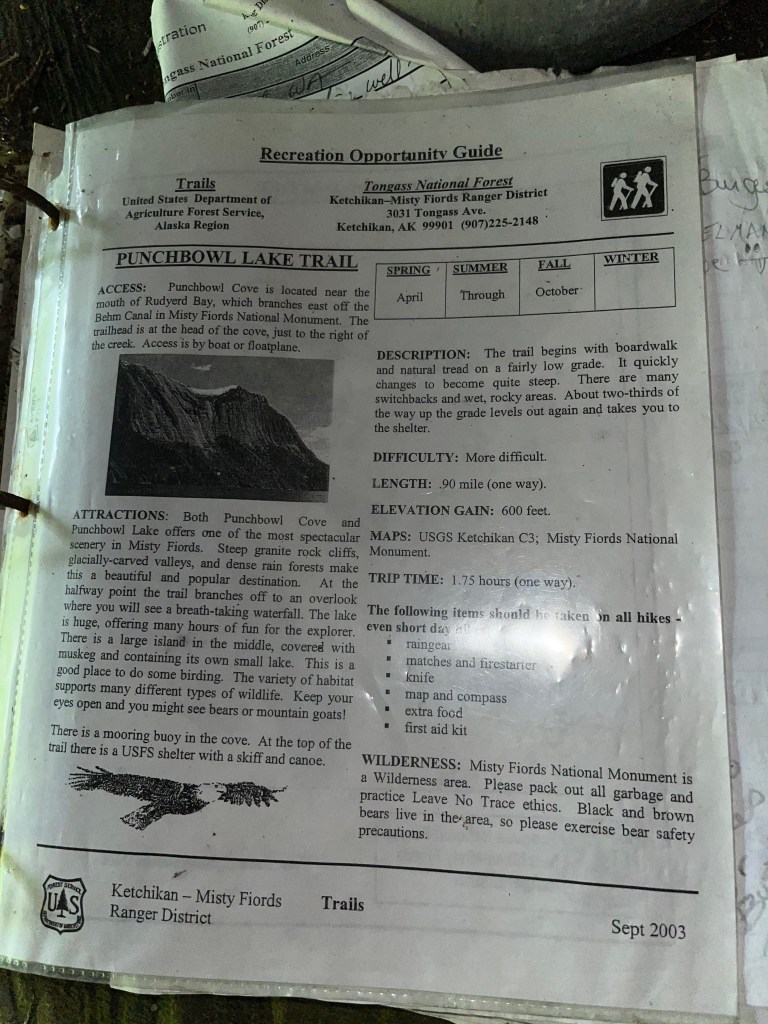 stration
ngass National Forest
Address
WA
well!
Recreation Opportunity Guide
Trails
United States Department of
Agriculture Forest Service,
Alaska Region
Tongass National Forest
Ketchikan–Misty Fiords Ranger District
3031 Tongass Ave.
Ketchikan, AK 99901 (907)225-2148
PUNCHBOWL LAKE TRAIL
SPRING SUMMER FALL WINTER
April Through October
ACCESS: Punchbowl Cove is located near the
mouth of Rudyerd Bay, which branches east off the
Behm Canal in Misty Fiords National Monument. The
trailhead is at the head of the cove, just to the right of
the creek. Access is by boat or floatplane.
ATTRACTIONS: Both Punchbowl Cove and
Punchbowl Lake offers one of the most spectacular
scenery in Misty Fiords. Steep granite rock cliffs,
glacially-carved valleys, and dense rain forests make
this a beautiful and popular destination. At the
halfway point the trail branches off to an overlook
where you will see a breath-taking waterfall. The lake
is huge, offering many hours of fun for the explorer.
There is a large island in the middle, covered with
muskeg and containing its own small lake. This is a
good place to do some birding. The variety of habitat
supports many different types of wildlife. Keep your
eyes open and you might see bears or mountain goats!
There is a mooring buoy in the cove. At the top of the
trail there is a USFS shelter with a skiff and canoe.
DESCRIPTION: The trail begins with boardwalk
and natural tread on a fairly low grade. It quickly
changes to become quite steep. There are many
switchbacks and wet, rocky areas. About two-thirds of
the way up the grade levels out again and takes you to
the shelter.
DIFFICULTY: More difficult.
LENGTH: .90 mile (one way).
ELEVATION GAIN: 600 feet.
MAPS: USGS Ketchikan C3; Misty Fiords National
Monument.
TRIP TIME: 1.75 hours (one way).
The following items should be taken on all hikes -
even short day
▪ raingear
▪ matches and firestarter
▪ knife
▪ map and compass
▪ extra food
▪ first aid kit
WILDERNESS: Misty Fiords National Monument is
a Wilderness area. Please pack out all garbage and
practice Leave No Trace ethics. Black and brown
bears live in the area, so please exercise bear safety
precautions.
FOREST SERVICE
U S
Ketchikan – Misty Fiords
Ranger District
Trails
Sept 2003